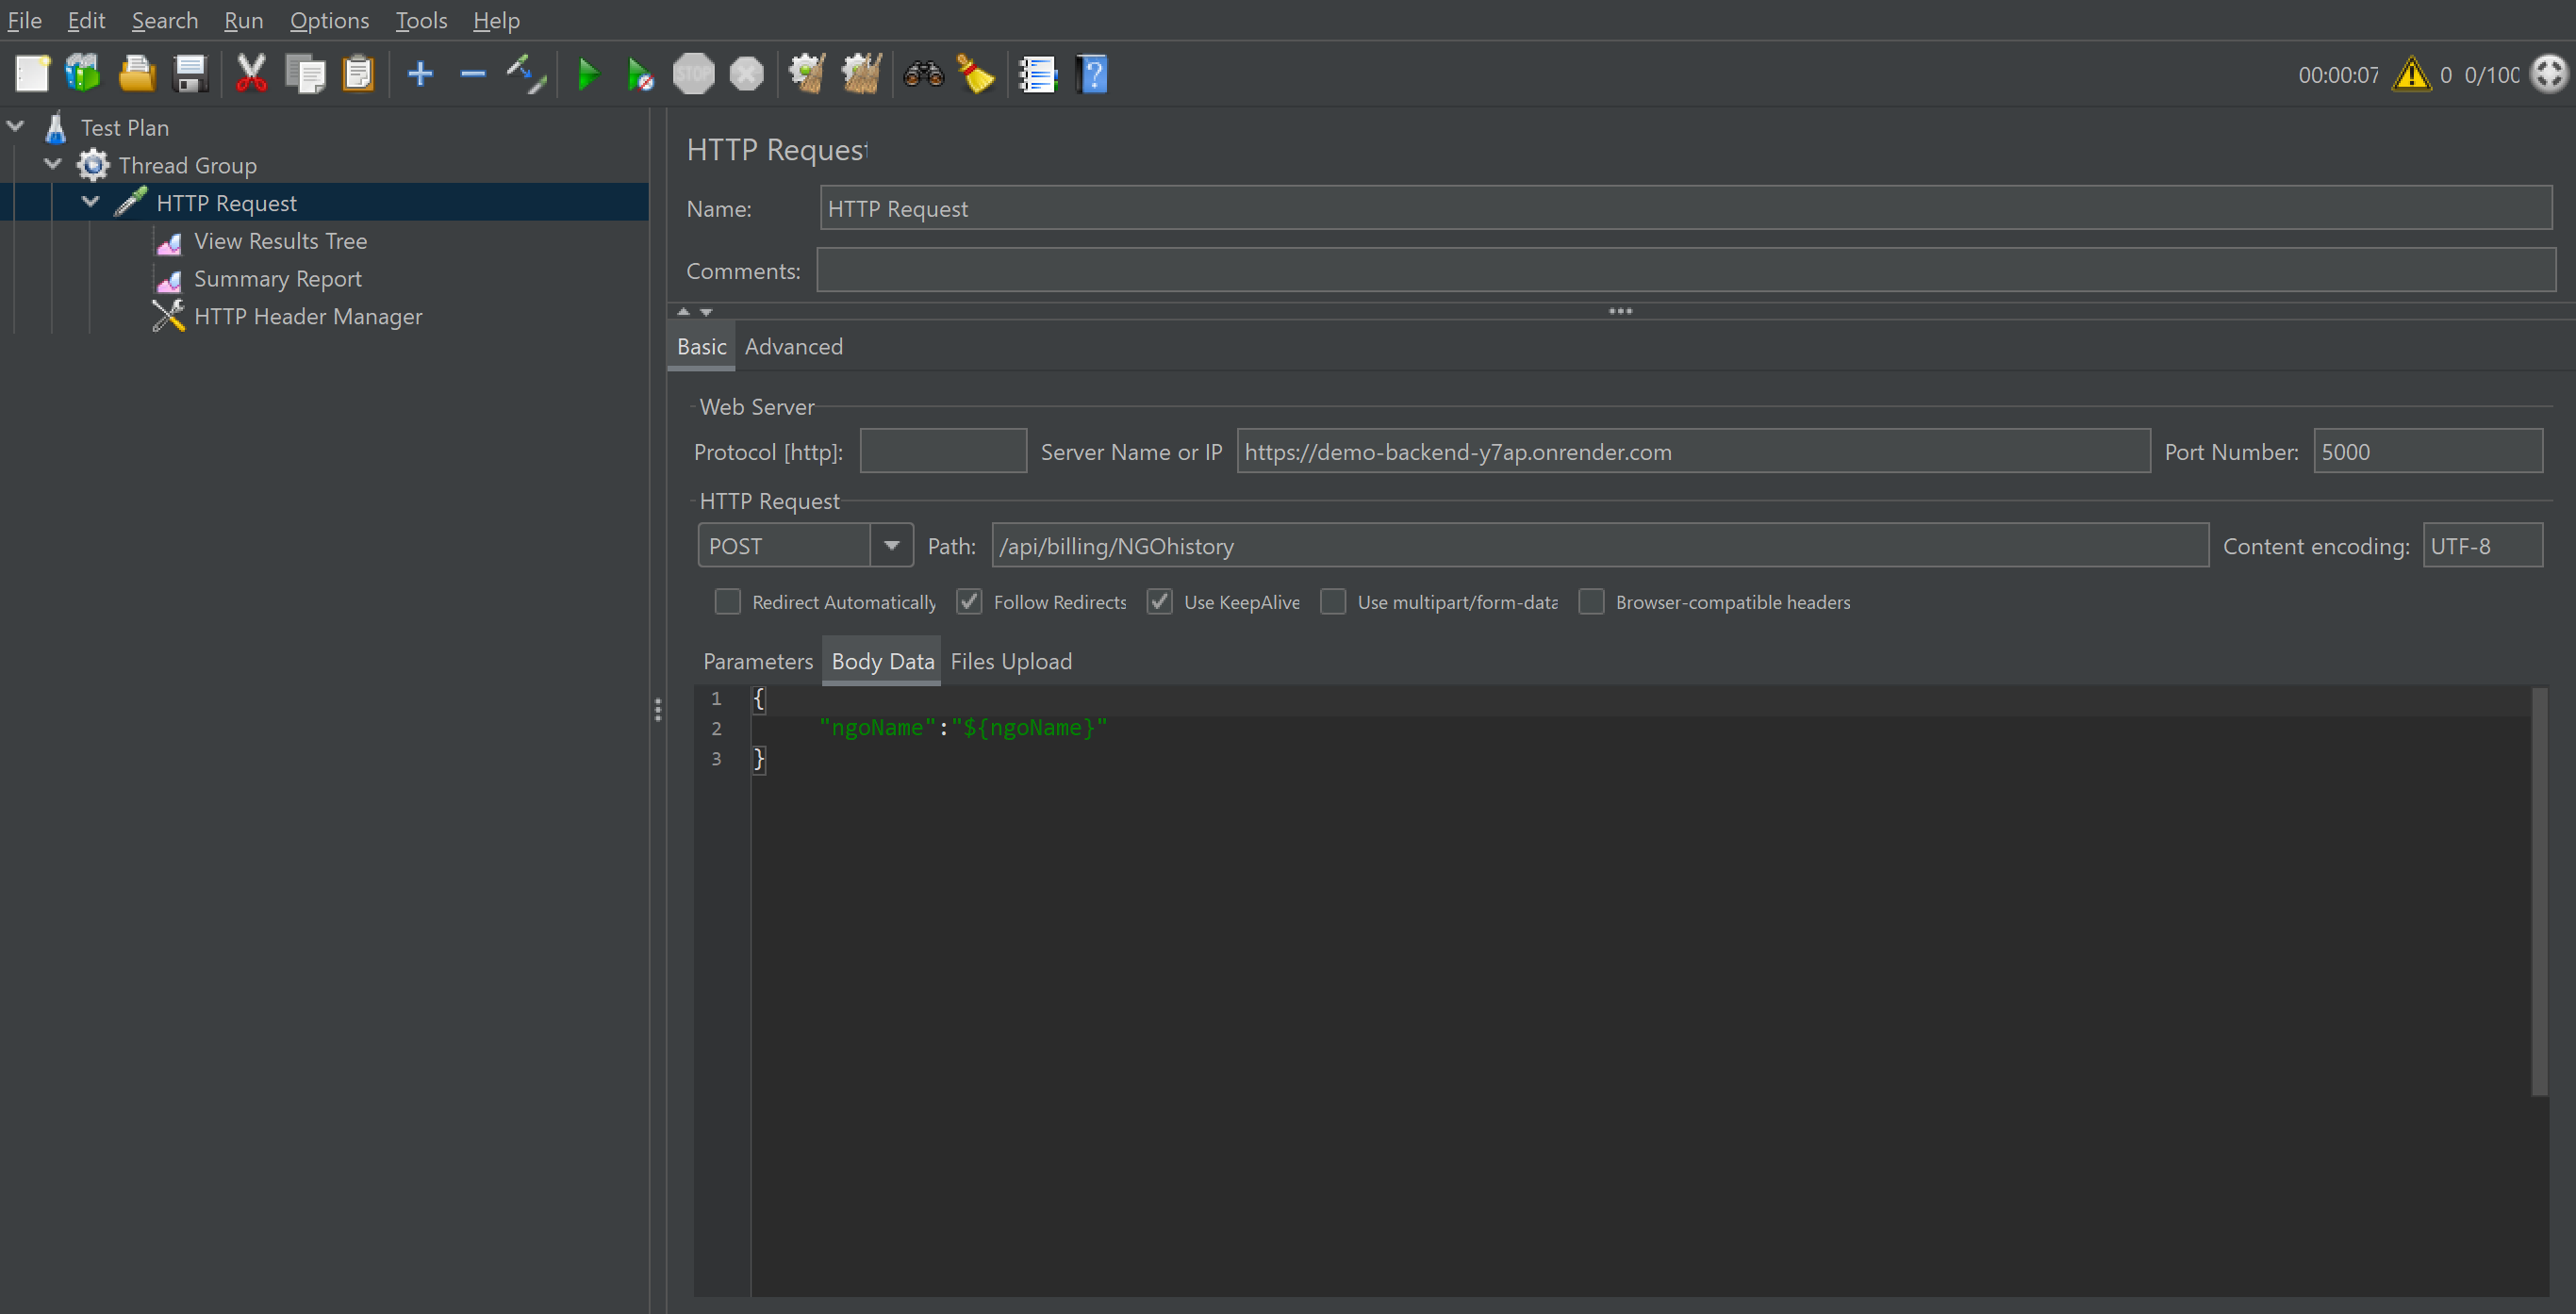 File Edit Search Run Options Tools Help
STOP
00:00:07 0 0/100
Test Plan
Thread Group
HTTP Request
View Results Tree
Summary Report
HTTP Header Manager
HTTP Request
Name: HTTP Request
Comments:
Basic Advanced
Web Server
Protocol [http]: Server Name or IP https://demo-backend-y7ap.onrender.com Port Number: 5000
HTTP Request
POST Path: /api/billing/NGOhistory Content encoding: UTF-8
Redirect Automatically Follow Redirects Use KeepAlive Use multipart/form-data Browser-compatible headers
Parameters Body Data Files Upload
1 {
2 "ngoName":"${ngoName}"
3 }